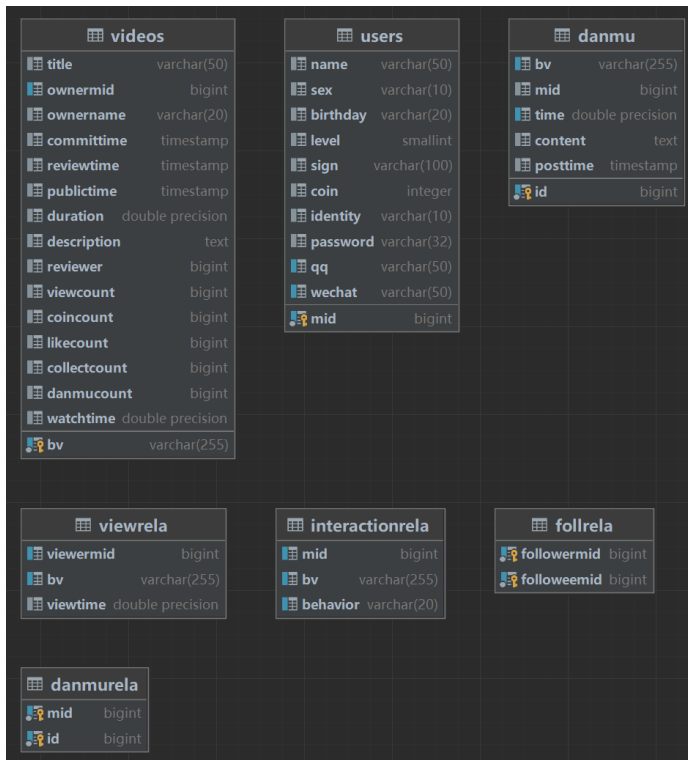 videos
title varchar(50)
ownermid bigint
ownername varchar(20)
committime timestamp
reviewtime timestamp
publictime timestamp
duration double precision
description text
reviewer bigint
viewcount bigint
coincount bigint
likecount bigint
collectcount bigint
danmucount bigint
watchtime double precision
bv varchar(255)
users
name varchar(50)
sex varchar(10)
birthday varchar(20)
level smallint
sign varchar(100)
coin integer
identity varchar(10)
password varchar(32)
qq varchar(50)
wechat varchar(50)
mid bigint
danmu
bv varchar(255)
mid bigint
time double precision
content text
posttime timestamp
id bigint
viewrela
viewermid bigint
bv varchar(255)
viewtime double precision
interactionrela
mid bigint
bv varchar(255)
behavior varchar(20)
follrela
followermid bigint
followeemid bigint
danmurela
mid bigint
id bigint